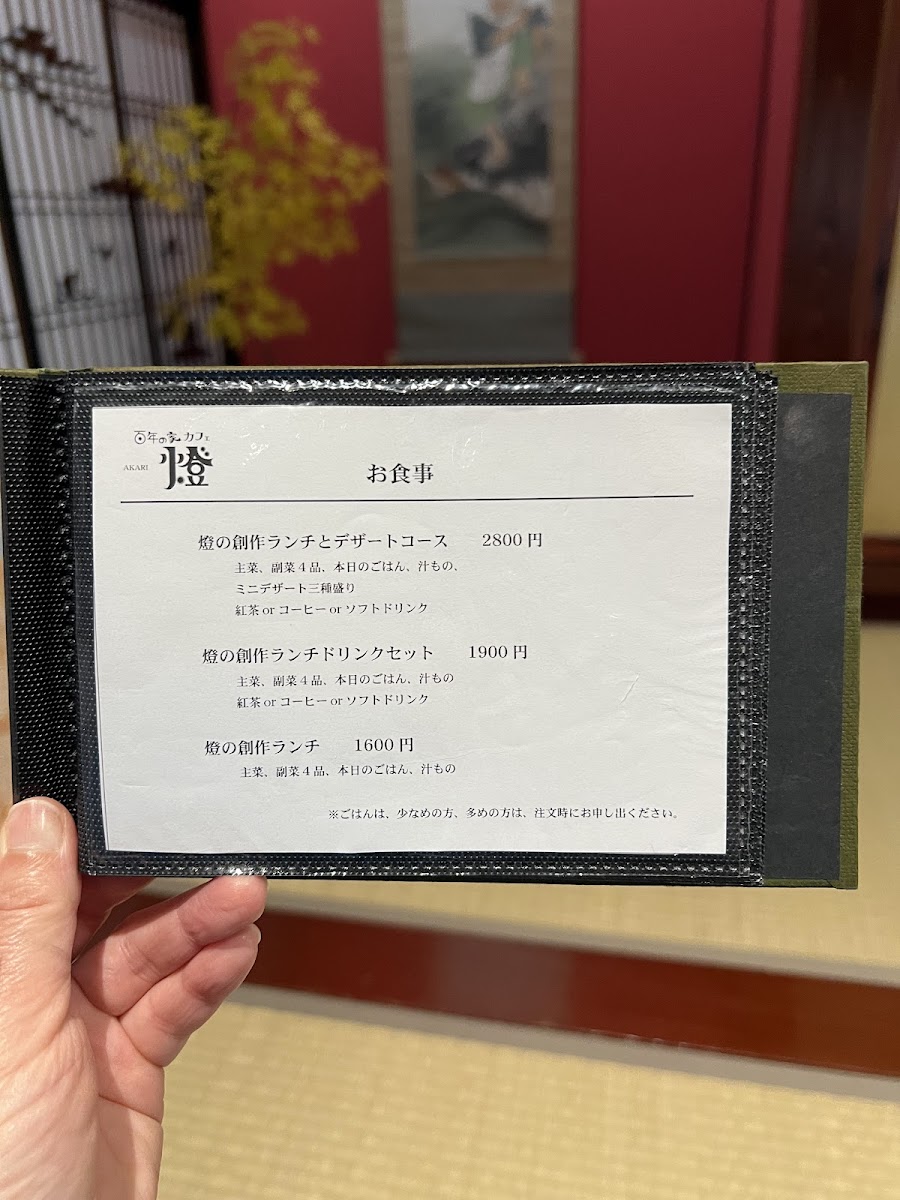 百年の家カフェ
AKARI 燈
お食事
燈の創作ランチとデザートコース 2800円
主菜、副菜4品、本日のごはん、汁もの、
ミニデザート三種盛り
紅茶 or コーヒー or ソフトドリンク
燈の創作ランチドリンクセット 1900円
主菜、副菜4品、本日のごはん、汁もの
紅茶 or コーヒー or ソフトドリンク
燈の創作ランチ 1600円
主菜、副菜4品、本日のごはん、汁もの
※ごはんは、少なめの方、多めの方は、注文時にお申し出ください。